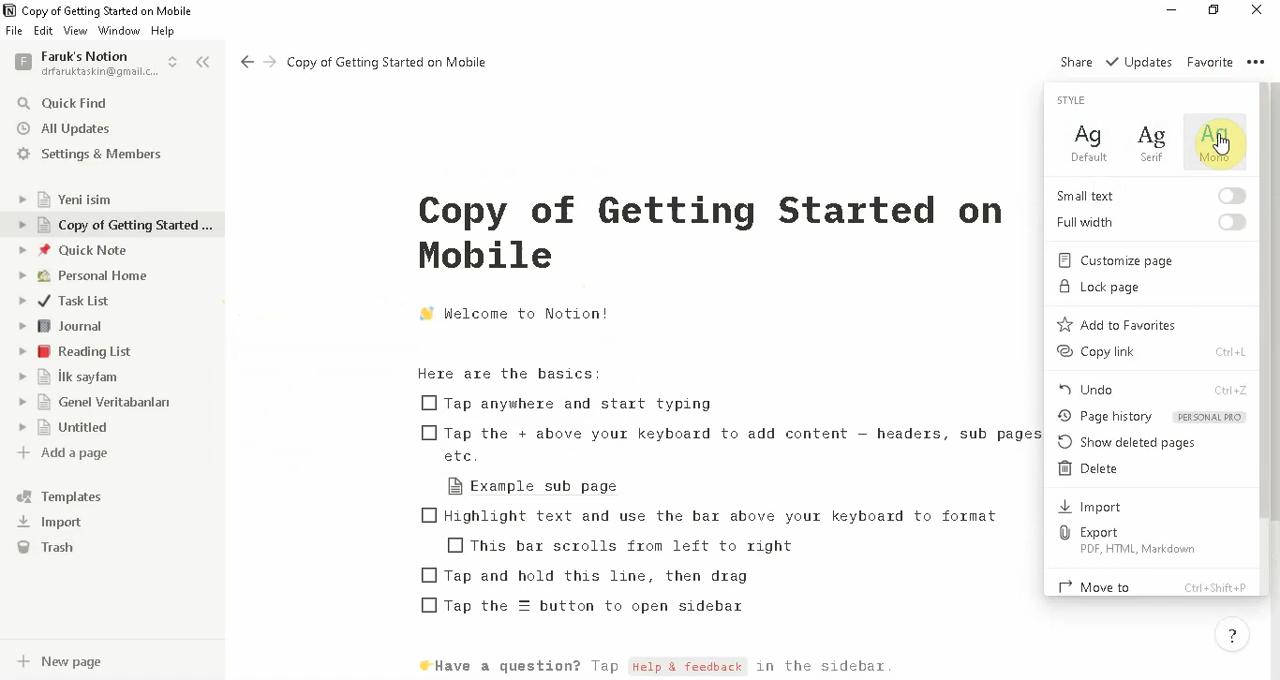 Copy of Getting Started on Mobile
File Edit View Window Help
F Faruk's Notion
drfaruktaskin@gmail.c...
Quick Find
All Updates
Settings & Members
Yeni isim
Copy of Getting Started ...
Quick Note
Personal Home
Task List
Journal
Reading List
İlk sayfam
Genel Veritabanları
Untitled
Add a page
Templates
Import
Trash
New page
Copy of Getting Started on Mobile
Share Updates Favorite
Copy of Getting Started on
Mobile
👋 Welcome to Notion!
Here are the basics:
Tap anywhere and start typing
Tap the + above your keyboard to add content — headers, sub pages
etc.
Example sub page
Highlight text and use the bar above your keyboard to format
This bar scrolls from left to right
Tap and hold this line, then drag
Tap the ☰ button to open sidebar
👉Have a question? Tap Help & feedback in the sidebar.
STYLE
Ag Ag Ag
Default Serif Mono
Small text
Full width
Customize page
Lock page
Add to Favorites
Copy link Ctrl+L
Undo Ctrl+Z
Page history PERSONAL PRO
Show deleted pages
Delete
Import
Export
PDF, HTML, Markdown
Move to Ctrl+Shift+P
?